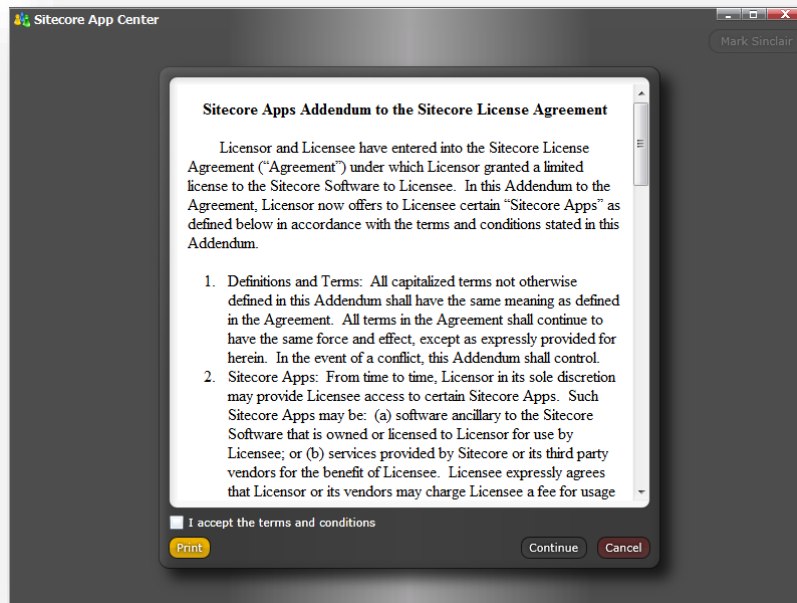 Sitecore App Center
Mark Sinclair
Sitecore Apps Addendum to the Sitecore License Agreement
Licensor and Licensee have entered into the Sitecore License
Agreement (“Agreement”) under which Licensor granted a limited
license to the Sitecore Software to Licensee. In this Addendum to the
Agreement, Licensor now offers to Licensee certain “Sitecore Apps” as
defined below in accordance with the terms and conditions stated in this
Addendum.
1. Definitions and Terms: All capitalized terms not otherwise
defined in this Addendum shall have the same meaning as defined
in the Agreement. All terms in the Agreement shall continue to
have the same force and effect, except as expressly provided for
herein. In the event of a conflict, this Addendum shall control.
2. Sitecore Apps: From time to time, Licensor in its sole discretion
may provide Licensee access to certain Sitecore Apps. Such
Sitecore Apps may be: (a) software ancillary to the Sitecore
Software that is owned or licensed to Licensor for use by
Licensee; or (b) services provided by Sitecore or its third party
vendors for the benefit of Licensee. Licensee expressly agrees
that Licensor or its vendors may charge Licensee a fee for usage
I accept the terms and conditions
Print
Continue
Cancel